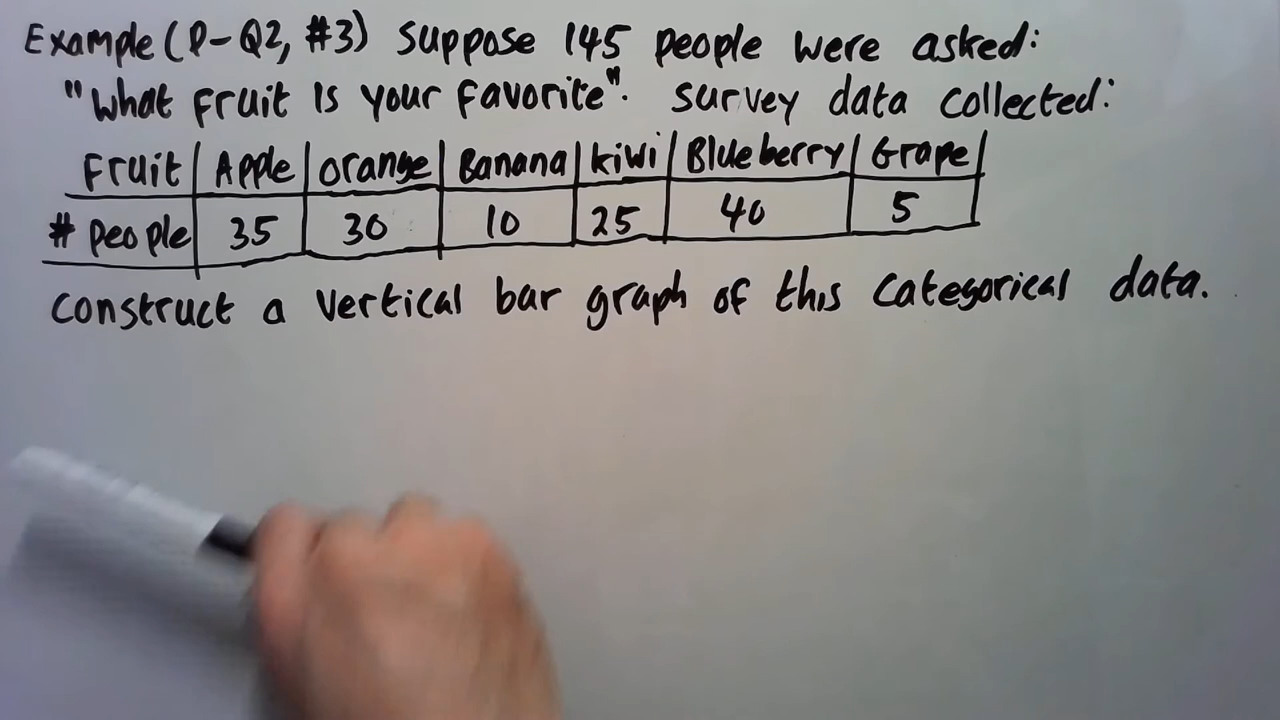 Example (P-Q2, #3) Suppose 145 people were asked:
"What Fruit Is your Favorite". Survey data collected:
Fruit Apple orange Banana kiwi Blueberry Grape
# people 35 30 10 25 40 5
Construct a vertical bar graph of this Categorical data.